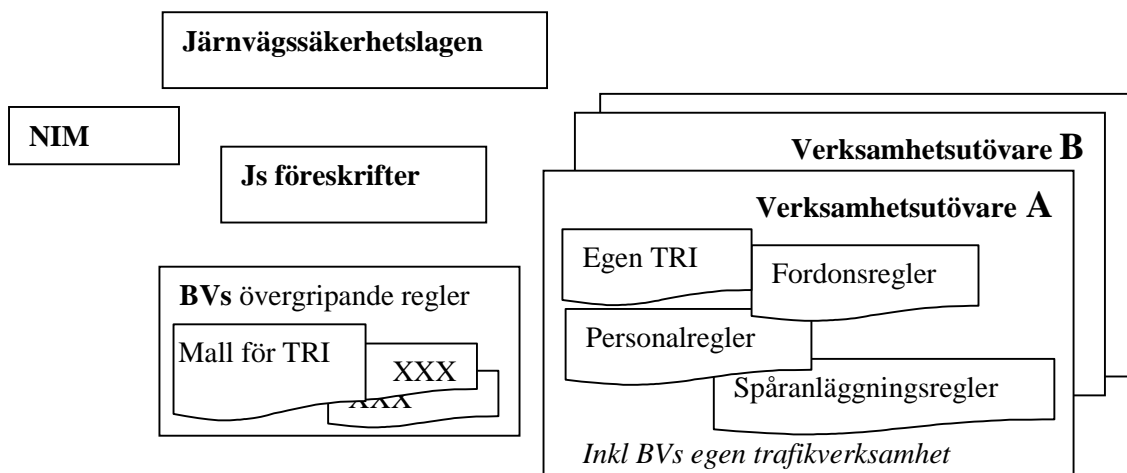 Järnvägssäkerhetslagen
NIM
Js föreskrifter
Verksamhetsutövare B
Verksamhetsutövare A
Egen TRI
Fordonsregler
Personalregler
Spåranläggningsregler
Inkl BVs egen trafikverksamhet
BVs övergripande regler
Mall för TRI
XXX
XXX